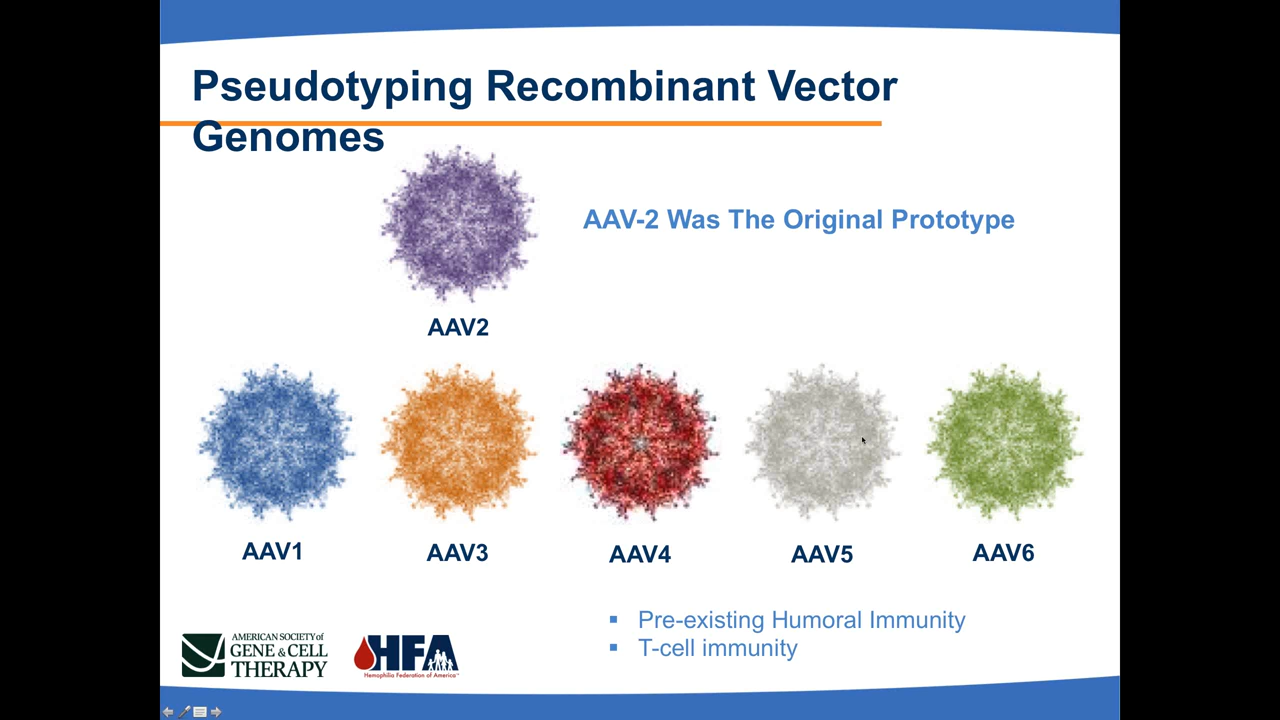 Pseudotyping Recombinant Vector
Genomes
AAV-2 Was The Original Prototype
AAV2
AAV1
AAV3
AAV4
AAV5
AAV6
▪ Pre-existing Humoral Immunity
▪ T-cell immunity
AMERICAN SOCIETY of
GENE & CELL
THERAPY
HFA
Hemophilia Federation of America™